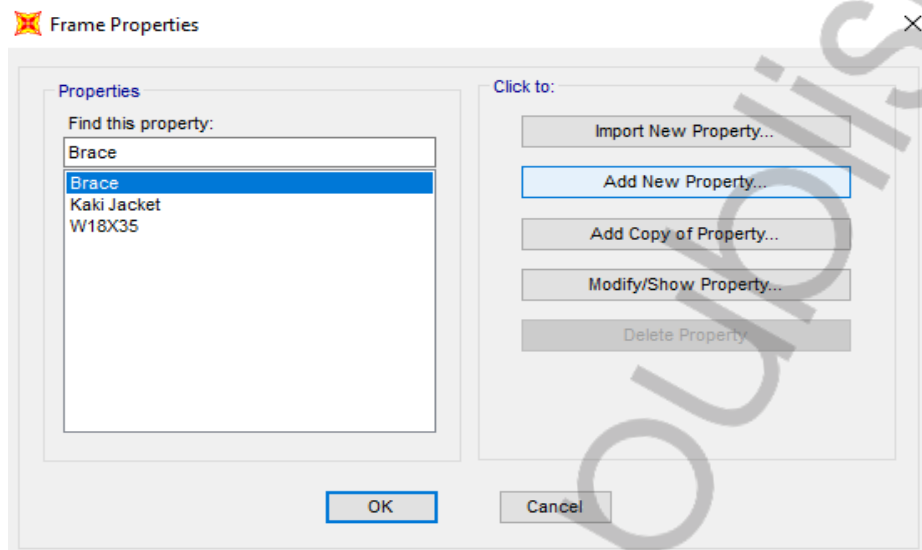 Frame Properties
Properties
Find this property:
Brace
Brace
Kaki Jacket
W18X35
Click to:
Import New Property...
Add New Property...
Add Copy of Property...
Modify/Show Property...
Delete Property
OK
Cancel